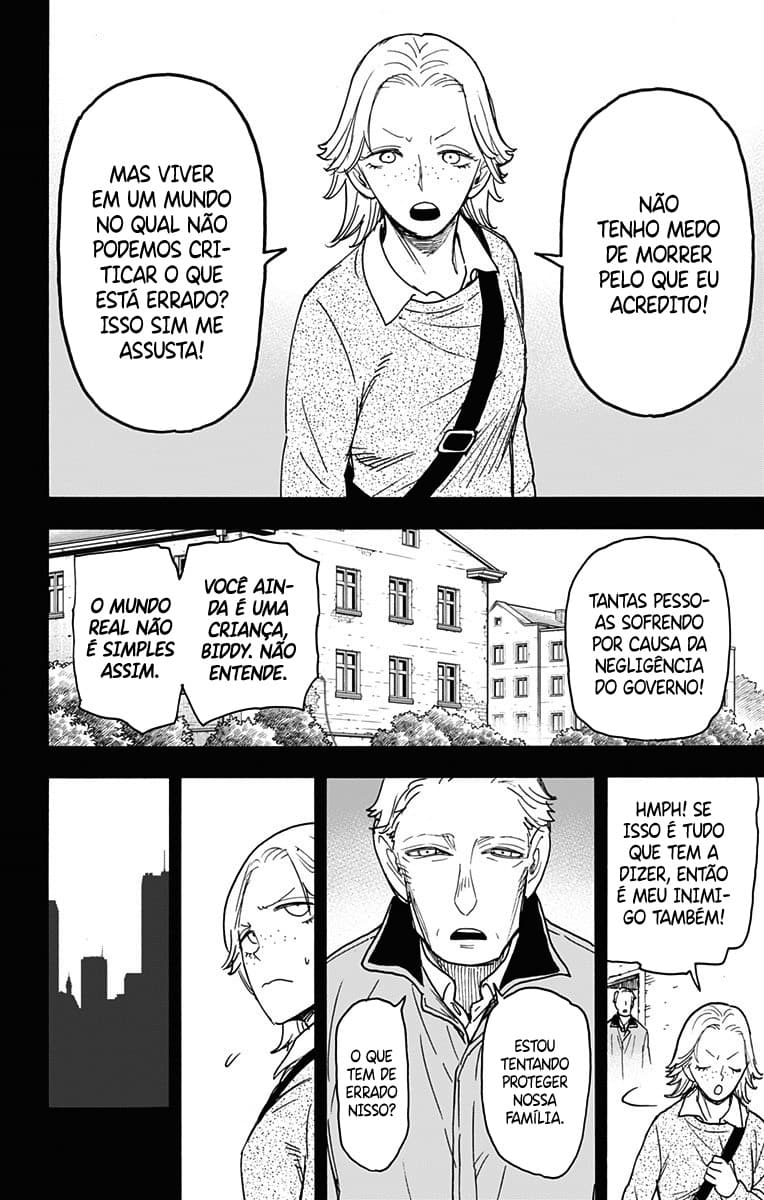 NÃO
TENHO MEDO
DE MORRER
PELO QUE EU
ACREDITO!
MAS VIVER
EM UM MUNDO
NO QUAL NÃO
PODEMOS CRI-
TICAR O QUE
ESTÁ ERRADO?
ISSO SIM ME
ASSUSTA!
TANTAS PESSO-
AS SOFRENDO
POR CAUSA DA
NEGLIGÊNCIA
DO GOVERNO!
VOCÊ AIN-
DA É UMA
CRIANÇA,
BIDDY. NÃO
ENTENDE.
O MUNDO
REAL NÃO
É SIMPLES
ASSIM.
HMPH! SE
ISSO É TUDO
QUE TEM A
DIZER, ENTÃO
É MEU INIMI-
GO TAMBÉM!
ESTOU
TENTANDO
PROTEGER
NOSSA
FAMÍLIA.
O QUE
TEM DE
ERRADO
NISSO?